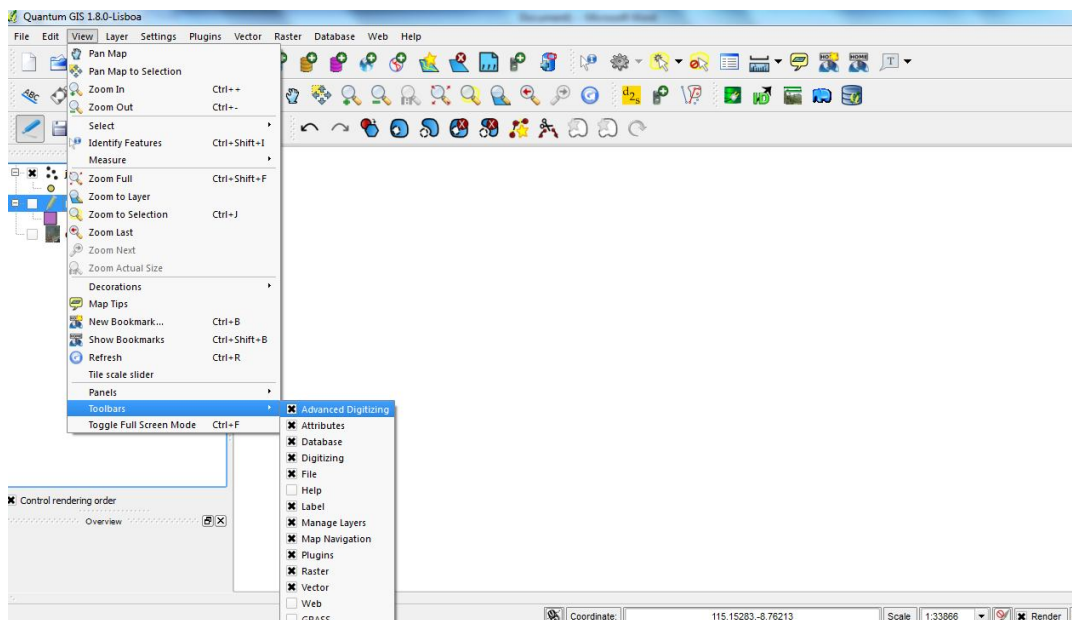 Quantum GIS 1.8.0-Lisboa
File Edit View Layer Settings Plugins Vector Raster Database Web Help
Pan Map
Pan Map to Selection
Zoom In Ctrl++
Zoom Out Ctrl+-
Select
Identify Features Ctrl+Shift+I
Measure
Zoom Full Ctrl+Shift+F
Zoom to Layer
Zoom to Selection Ctrl+J
Zoom Last
Zoom Next
Zoom Actual Size
Decorations
Map Tips
New Bookmark... Ctrl+B
Show Bookmarks Ctrl+Shift+B
Refresh Ctrl+R
Tile scale slider
Panels
Toolbars
Toggle Full Screen Mode Ctrl+F
Advanced Digitizing
Attributes
Database
Digitizing
File
Help
Label
Manage Layers
Map Navigation
Plugins
Raster
Vector
Web
GRASS
Control rendering order
Overview
Coordinate: 115.15283,-8.76213 Scale 1:33866 Render